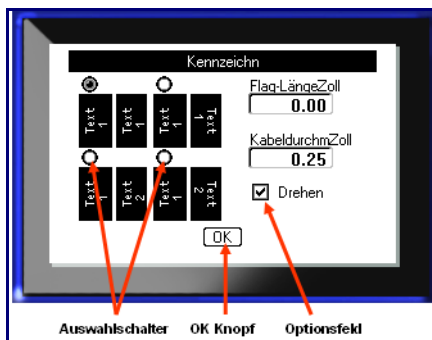 Kennzeichn
Flag-LängeZoll
0.00
Text 1 Text 1 Text 1 Text 1
KabeldurchmZoll
0.25
Text 1 Text 2 Text 1 Text 2
Drehen
OK
Auswahlschalter OK Knopf Optionsfeld